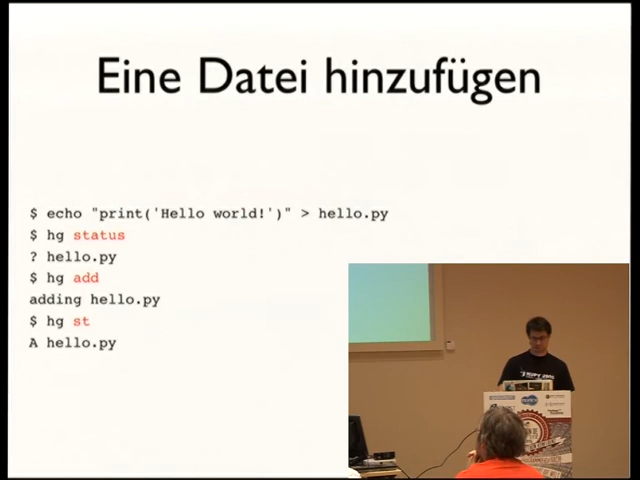 Eine Datei hinzufügen
$ echo "print('Hello world!')" > hello.py
$ hg status
? hello.py
$ hg add
adding hello.py
$ hg st
A hello.py